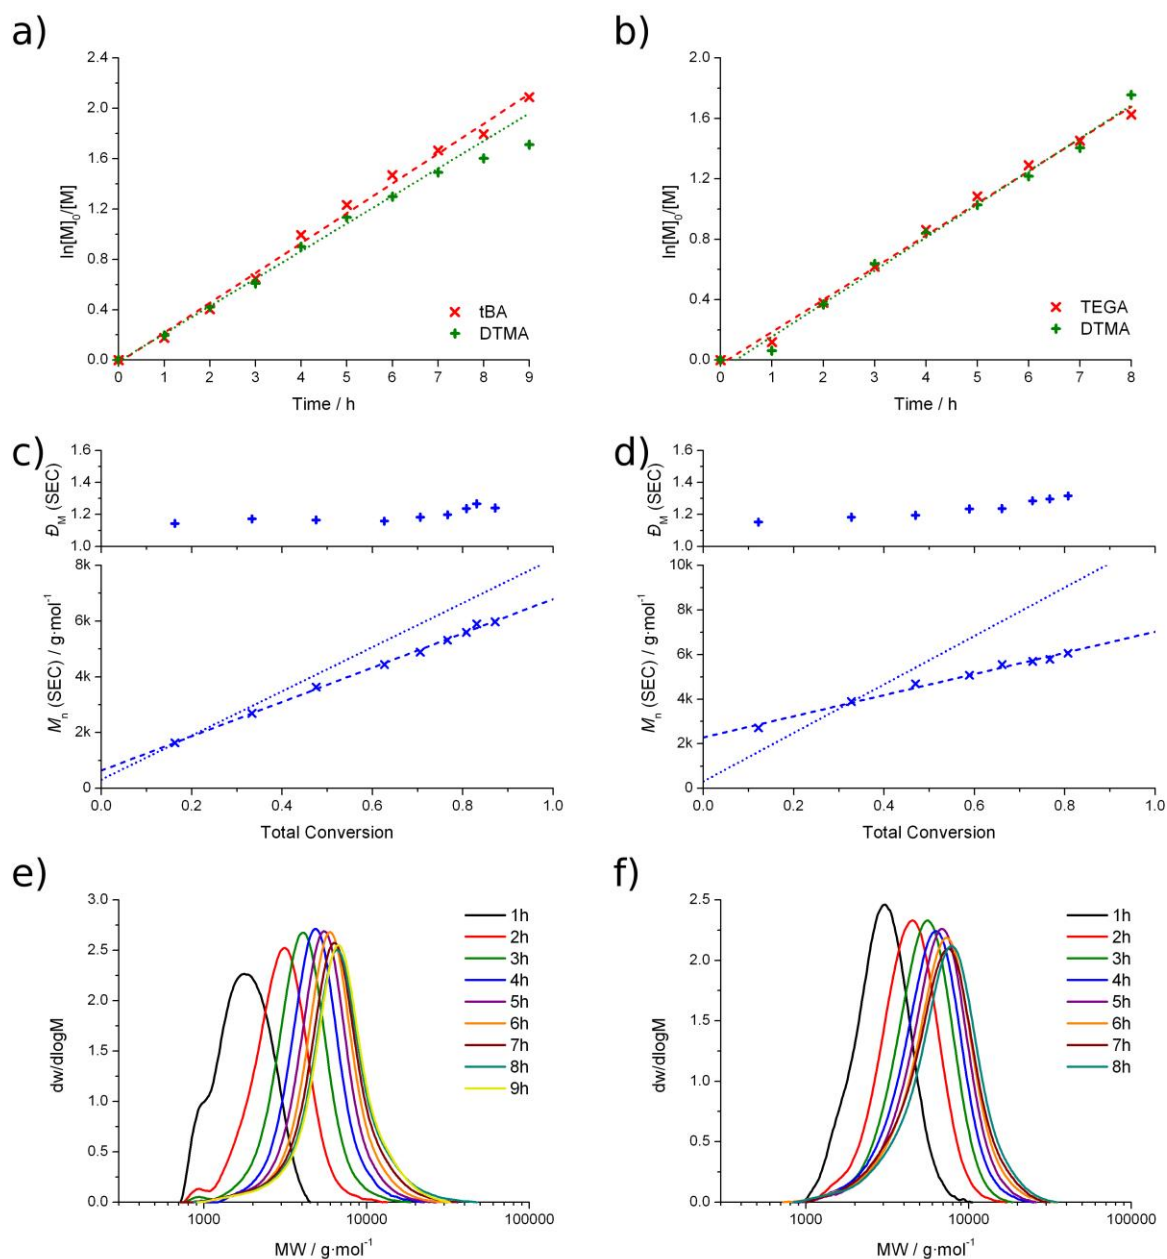 a)
2.4
2.0
1.6
1.2
0.8
0.4
0.0
ln[M]₀/[M]
tBA
DTMA
0 1 2 3 4 5 6 7 8 9
Time / h
b)
2.0
1.6
1.2
0.8
0.4
0.0
ln[M]₀/[M]
TEGA
DTMA
0 1 2 3 4 5 6 7 8
Time / h
c)
1.6
1.4
1.2
1.0
Đ_M (SEC)
8k
6k
4k
2k
0
M_n (SEC) / g·mol⁻¹
0.0 0.2 0.4 0.6 0.8 1.0
Total Conversion
d)
1.6
1.4
1.2
1.0
Đ_M (SEC)
10k
8k
6k
4k
2k
0
M_n (SEC) / g·mol⁻¹
0.0 0.2 0.4 0.6 0.8 1.0
Total Conversion
e)
3.0
2.5
2.0
1.5
1.0
0.5
0.0
dw/dlogM
1h
2h
3h
4h
5h
6h
7h
8h
9h
1000 10000 100000
MW / g·mol⁻¹
f)
2.5
2.0
1.5
1.0
0.5
0.0
dw/dlogM
1h
2h
3h
4h
5h
6h
7h
8h
1000 10000 100000
MW / g·mol⁻¹